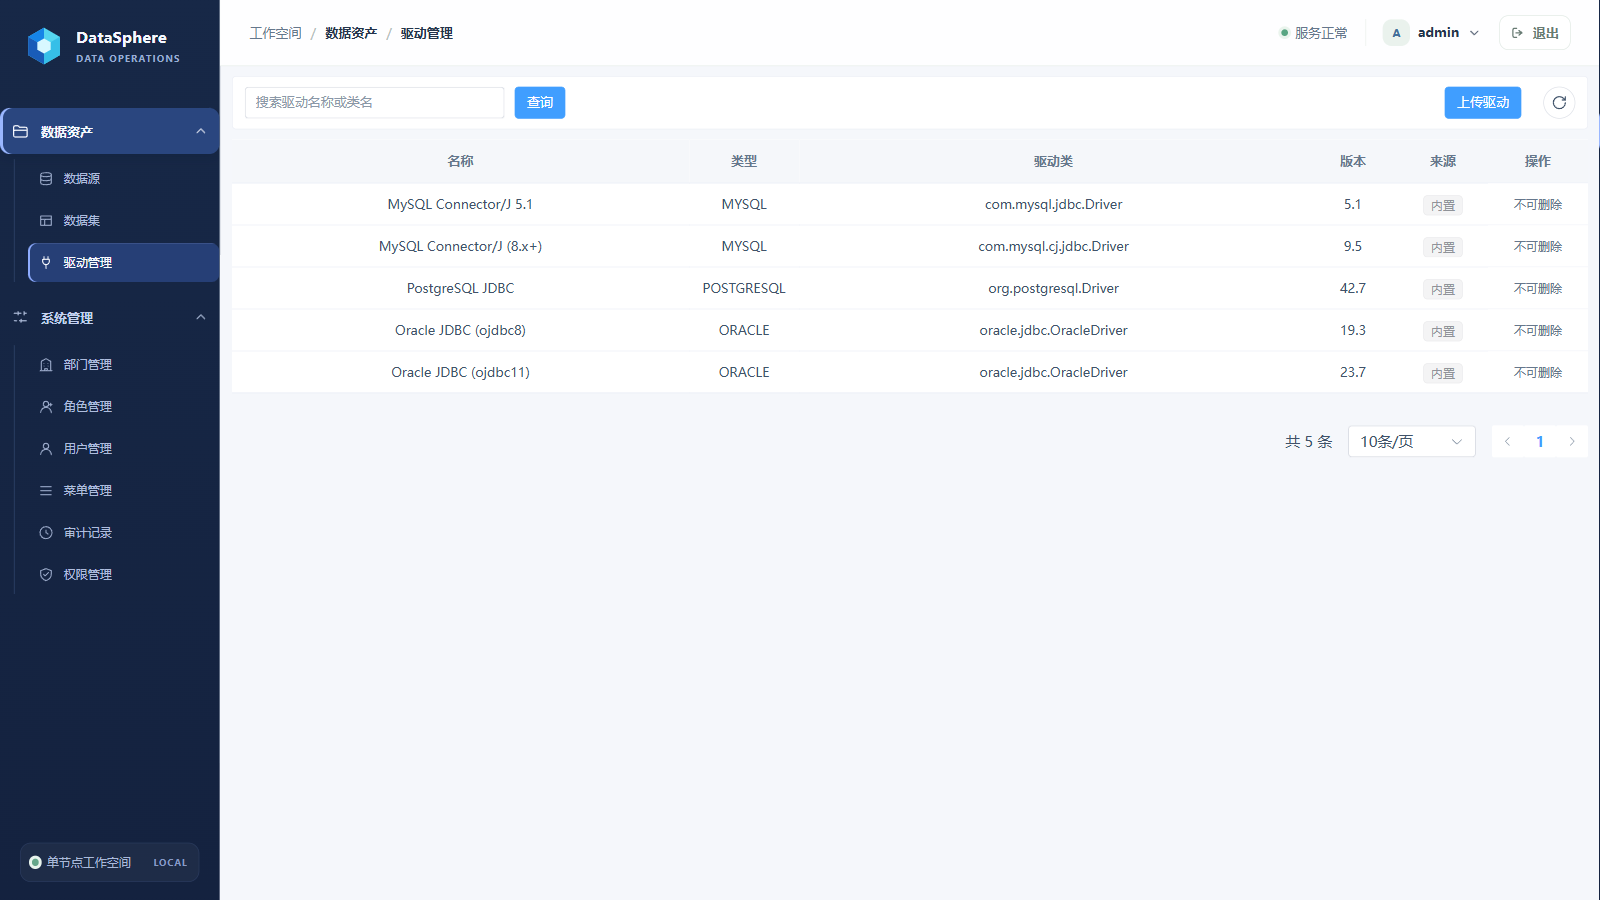 DataSphere
DATA OPERATIONS
数据资产
数据源
数据集
驱动管理
系统管理
部门管理
角色管理
用户管理
菜单管理
审计记录
权限管理
单节点工作空间 LOCAL
工作空间 / 数据资产 / 驱动管理
服务正常 A admin 退出
搜索驱动名称或类名 查询 上传驱动
名称 类型 驱动类 版本 来源 操作
MySQL Connector/J 5.1 MYSQL com.mysql.jdbc.Driver 5.1 内置 不可删除
MySQL Connector/J (8.x+) MYSQL com.mysql.cj.jdbc.Driver 9.5 内置 不可删除
PostgreSQL JDBC POSTGRESQL org.postgresql.Driver 42.7 内置 不可删除
Oracle JDBC (ojdbc8) ORACLE oracle.jdbc.OracleDriver 19.3 内置 不可删除
Oracle JDBC (ojdbc11) ORACLE oracle.jdbc.OracleDriver 23.7 内置 不可删除
共 5 条 10条/页 1